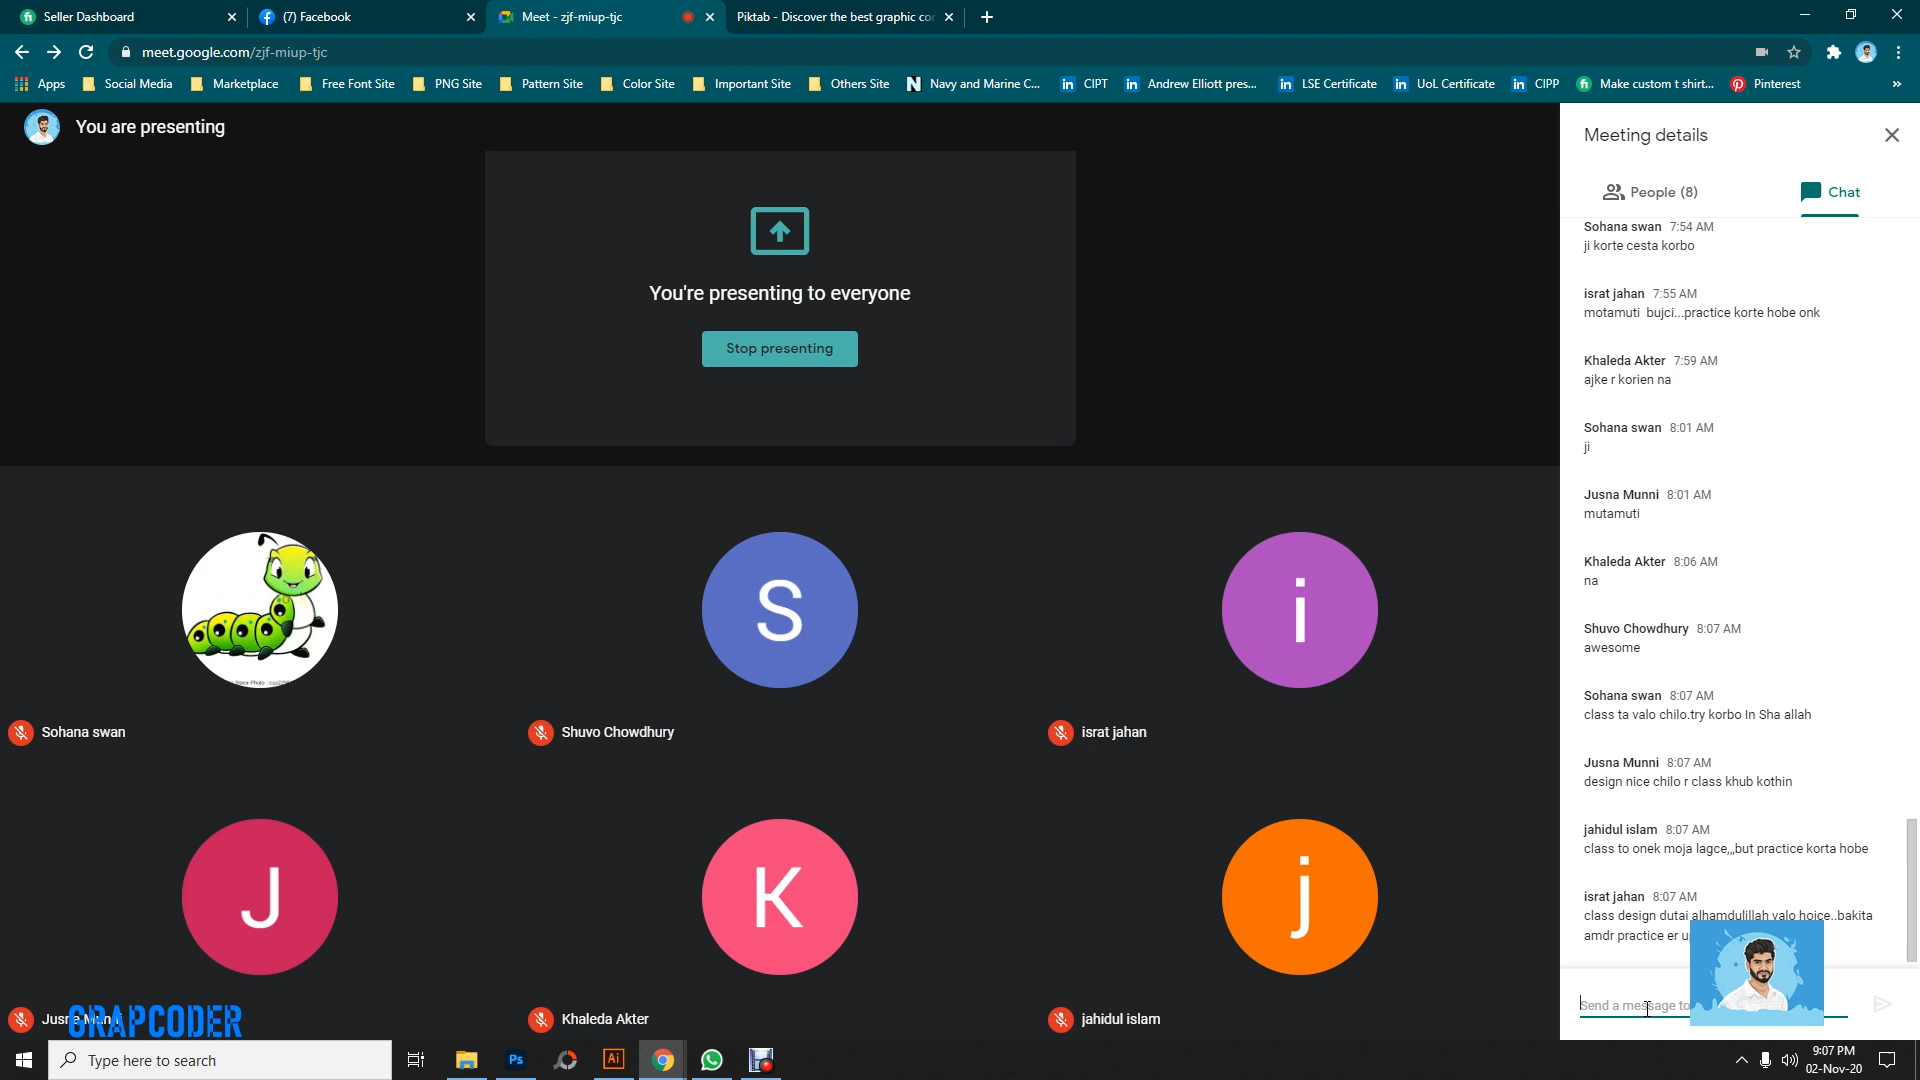 Seller Dashboard
(7) Facebook
Meet - zjf-miup-tjc
Piktab - Discover the best graphic cor
meet.google.com/zjf-miup-tjc
Apps
Social Media
Marketplace
Free Font Site
PNG Site
Pattern Site
Color Site
Important Site
Others Site
Navy and Marine C...
CIPT
Andrew Elliott pres...
LSE Certificate
UoL Certificate
CIPP
Make custom t shirt...
Pinterest
You are presenting
You're presenting to everyone
Stop presenting
S
i
Sohana swan
Shuvo Chowdhury
israt jahan
J
K
j
Khaleda Akter
jahidul islam
GRAPCODER
Meeting details
People (8)
Chat
Sohana swan 7:54 AM
ji korte cesta korbo
israt jahan 7:55 AM
motamuti bujci...practice korte hobe onk
Khaleda Akter 7:59 AM
ajke r korien na
Sohana swan 8:01 AM
ji
Jusna Munni 8:01 AM
mutamuti
Khaleda Akter 8:06 AM
na
Shuvo Chowdhury 8:07 AM
awesome
Sohana swan 8:07 AM
class ta valo chilo.try korbo In Sha allah
Jusna Munni 8:07 AM
design nice chilo r class khub kothin
jahidul islam 8:07 AM
class to onek moja lagce,,,but practice korta hobe
israt jahan 8:07 AM
class design dutai alhamdulillah valo hoice..bakita
amdr practice er
Send a message to
Type here to search
Ps
Ai
9:07 PM
02-Nov-20